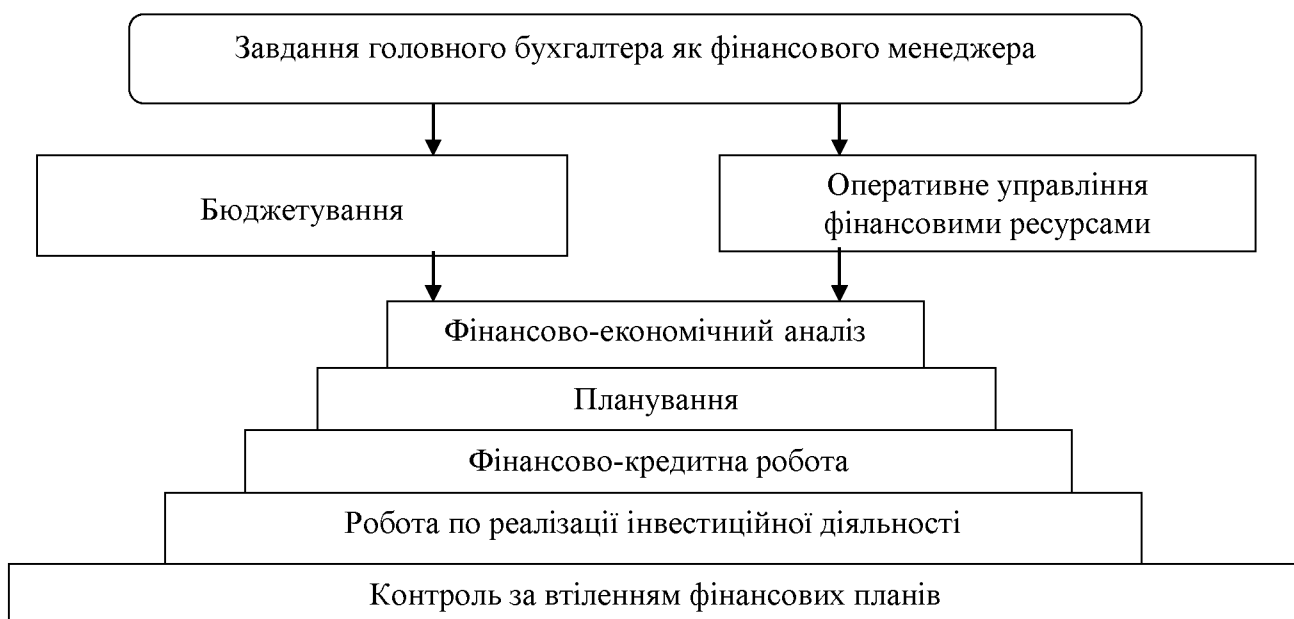 Завдання головного бухгалтера як фінансового менеджера
Бюджетування
Оперативне управління
фінансовими ресурсами
Фінансово-економічний аналіз
Планування
Фінансово-кредитна робота
Робота по реалізації інвестиційної діяльності
Контроль за втіленням фінансових планів